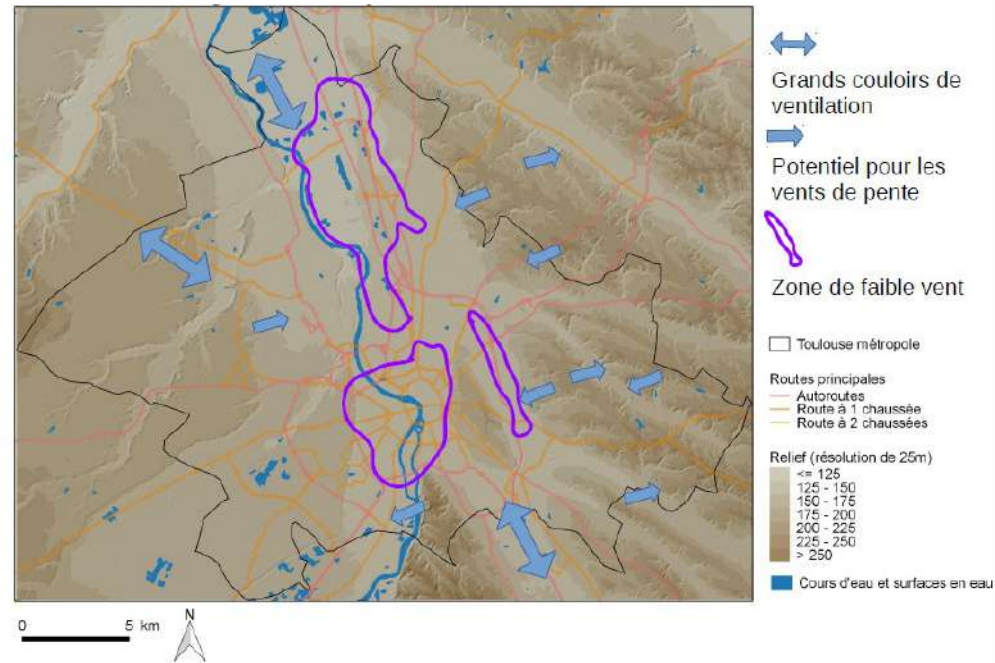 Grands couloirs de
ventilation
Potentiel pour les
vents de pente
Zone de faible vent
Toulouse métropole
Routes principales
Autoroutes
Route à 1 chaussée
Route à 2 chaussées
Relief (résolution de 25m)
<= 125
125 - 150
150 - 175
175 - 200
200 - 225
225 - 250
> 250
Cours d'eau et surfaces en eau
0 5 km
N